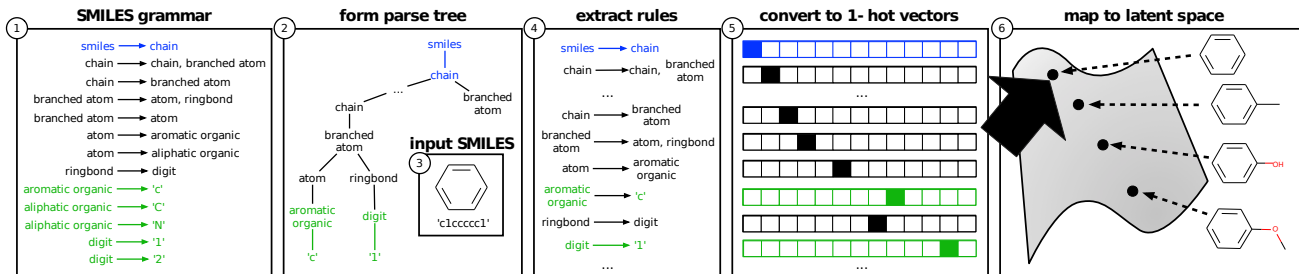 SMILES grammar
1
smiles chain
chain chain, branched atom
chain branched atom
branched atom atom, ringbond
branched atom atom
atom aromatic organic
atom aliphatic organic
ringbond digit
aromatic organic 'c'
aliphatic organic 'C'
aliphatic organic 'N'
digit '1'
digit '2'
form parse tree
2
smiles
chain
...
chain
branched
atom
branched
atom
atom
ringbond
aromatic
organic
digit
'c'
'1'
input SMILES
3
'c1ccccc1'
extract rules
4
smiles chain
chain chain, branched
atom
...
chain branched
atom
branched
atom atom, ringbond
atom aromatic
organic
aromatic
organic 'c'
ringbond digit
digit '1'
...
convert to 1- hot vectors
5
...
...
map to latent space
6
OH
O